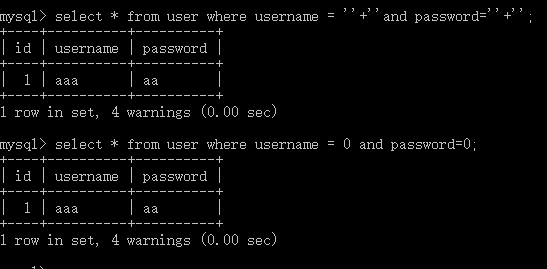 mysql> select * from user where username = ''+''and password=''+'';
+----+----------+----------+
| id | username | password |
+----+----------+----------+
| 1 | aaa | aa |
+----+----------+----------+
1 row in set, 4 warnings (0.00 sec)
mysql> select * from user where username = 0 and password=0;
+----+----------+----------+
| id | username | password |
+----+----------+----------+
| 1 | aaa | aa |
+----+----------+----------+
1 row in set, 4 warnings (0.00 sec)